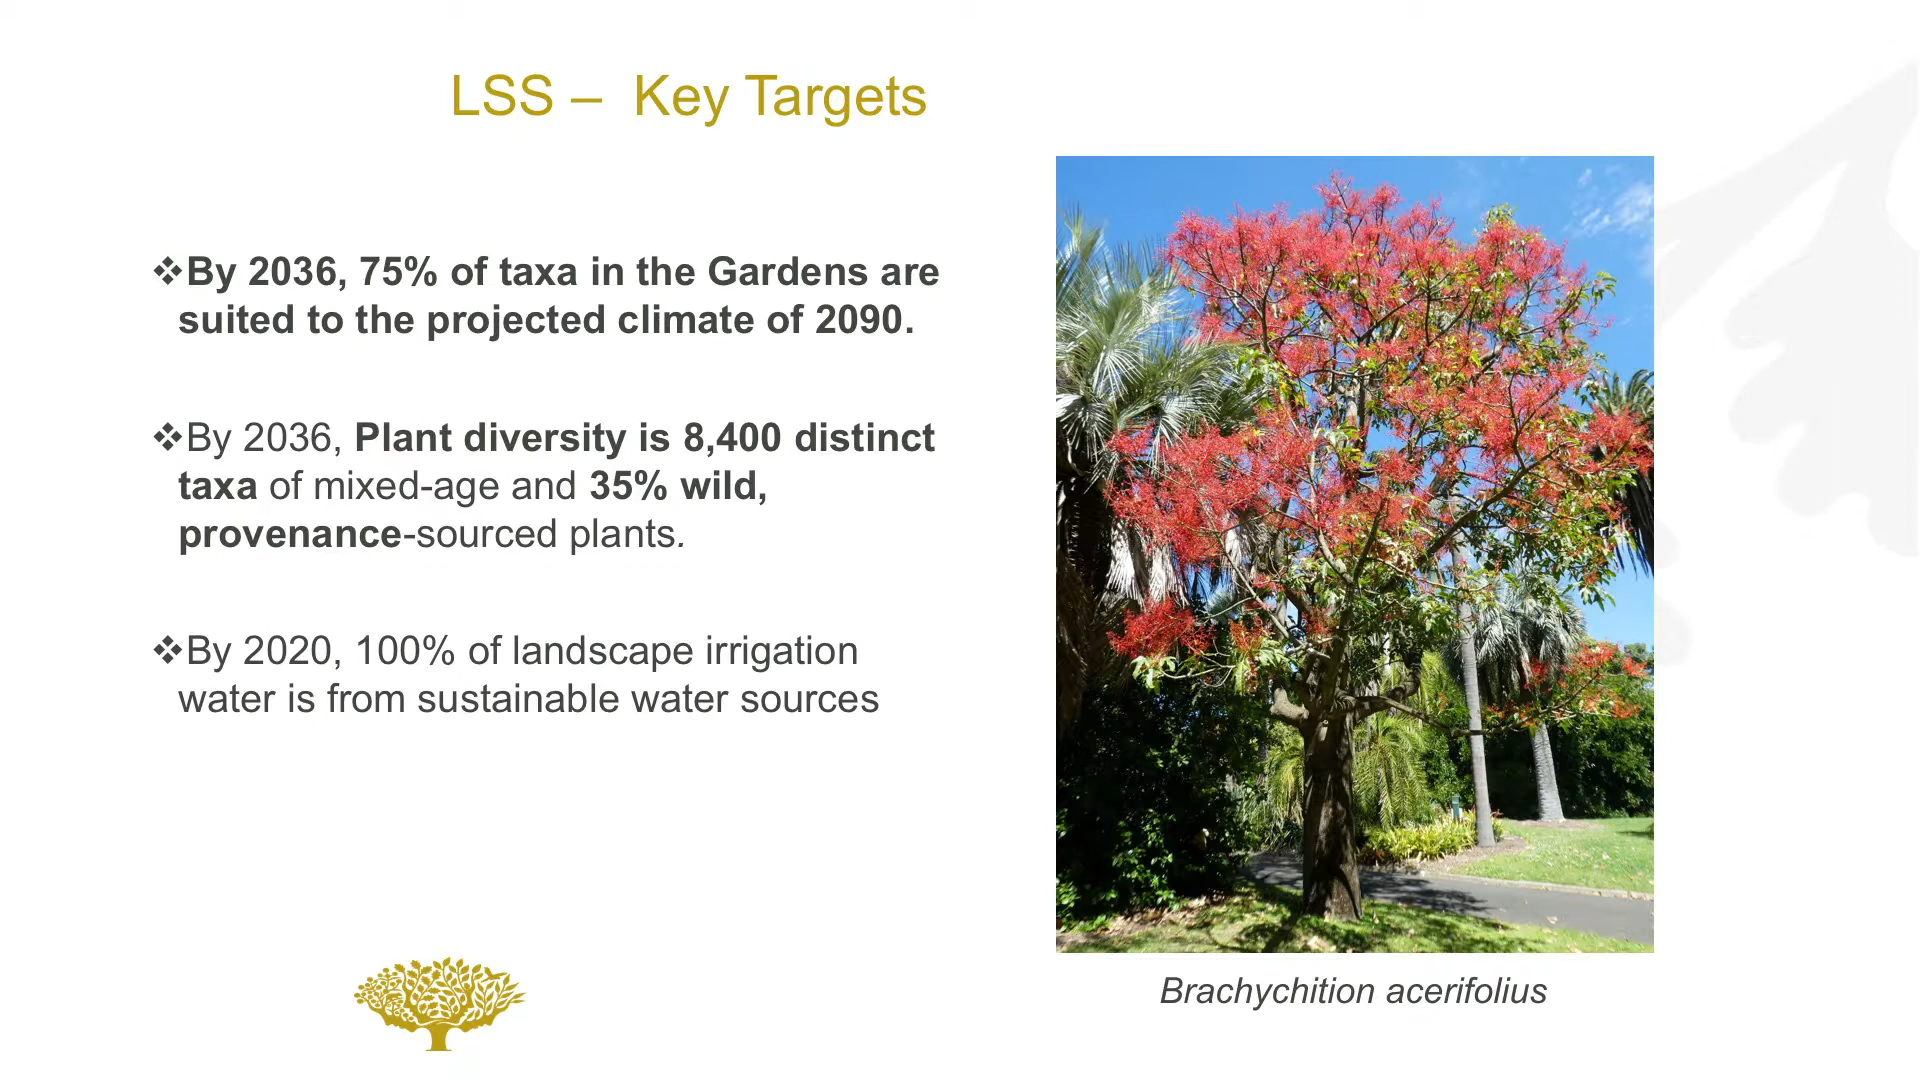 LSS – Key Targets
❖By 2036, 75% of taxa in the Gardens are
suited to the projected climate of 2090.
❖By 2036, Plant diversity is 8,400 distinct
taxa of mixed-age and 35% wild,
provenance-sourced plants.
❖By 2020, 100% of landscape irrigation
water is from sustainable water sources
Brachychition acerifolius